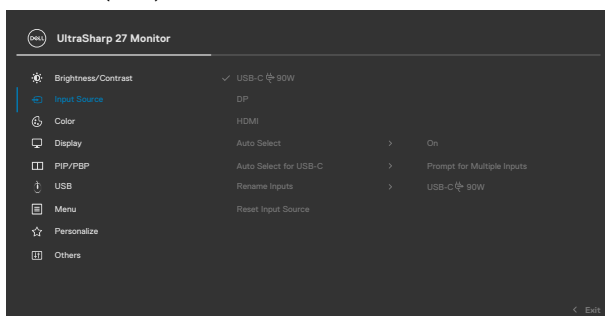 DELL UltraSharp 27 Monitor
Brightness/Contrast
Input Source
Color
Display
PIP/PBP
USB
Menu
Personalize
Others
✓ USB-C 90W
DP
HDMI
Auto Select > On
Auto Select for USB-C > Prompt for Multiple Inputs
Rename Inputs > USB-C 90W
Reset Input Source
< Exit